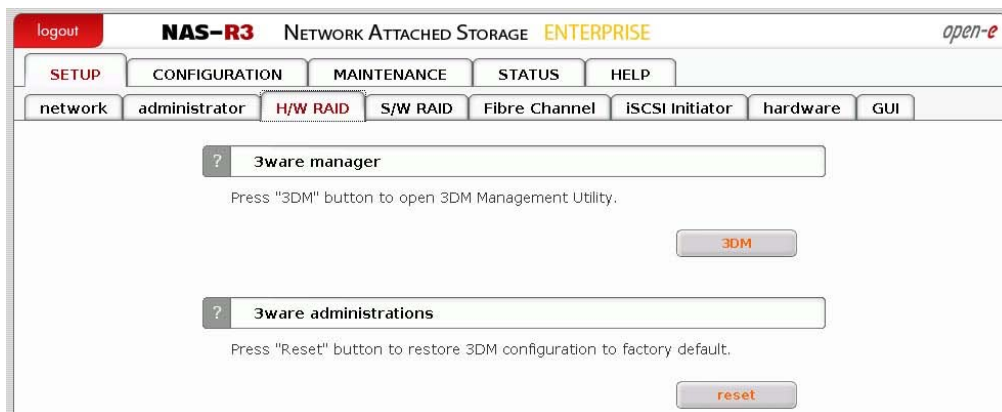 logout NAS-R3 NETWORK ATTACHED STORAGE ENTERPRISE open-e
SETUP CONFIGURATION MAINTENANCE STATUS HELP
network administrator H/W RAID S/W RAID Fibre Channel iSCSI Initiator hardware GUI
? 3ware manager
Press "3DM" button to open 3DM Management Utility.
3DM
? 3ware administrations
Press "Reset" button to restore 3DM configuration to factory default.
reset